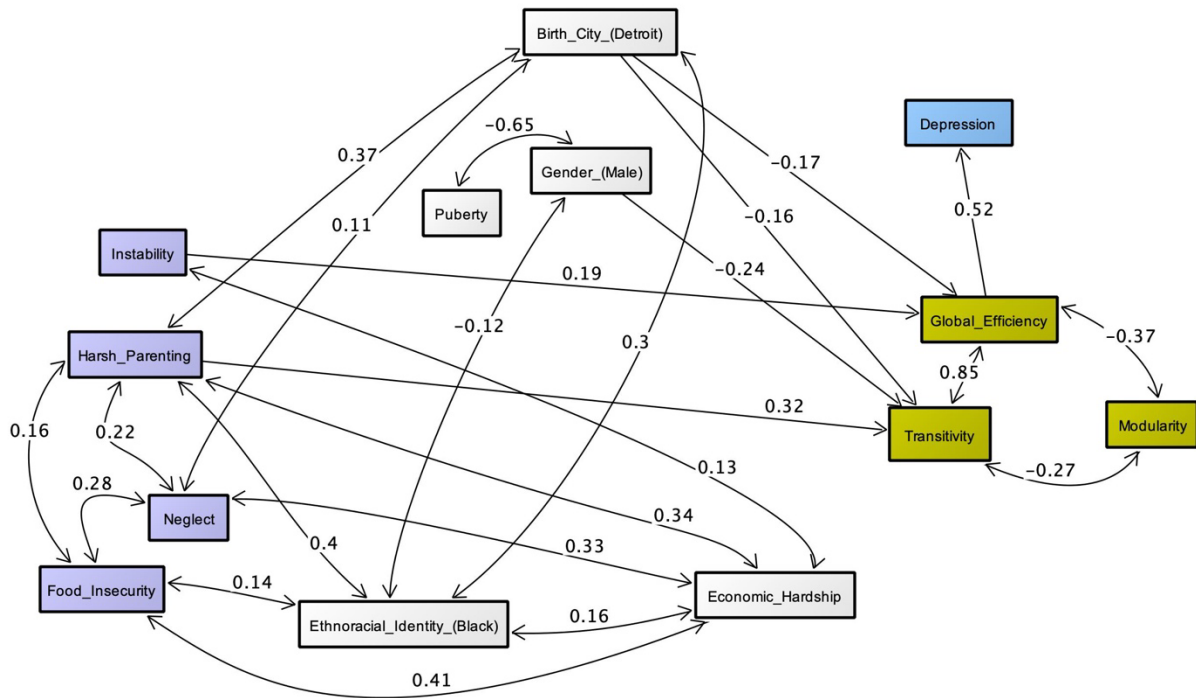 Birth_City_(Detroit)
Depression
−0.65
0.37
Gender_(Male)
−0.17
Puberty
−0.16
0.52
0.11
Instability
−0.24
0.19
Global_Efficiency
−0.12
−0.37
0.3
Harsh_Parenting
0.85
0.32
0.16
0.22
Transitivity
Modularity
0.13
−0.27
0.28
Neglect
0.34
0.4
0.33
0.14
Food_Insecurity
Economic_Hardship
Ethnoracial_Identity_(Black)
0.16
0.41